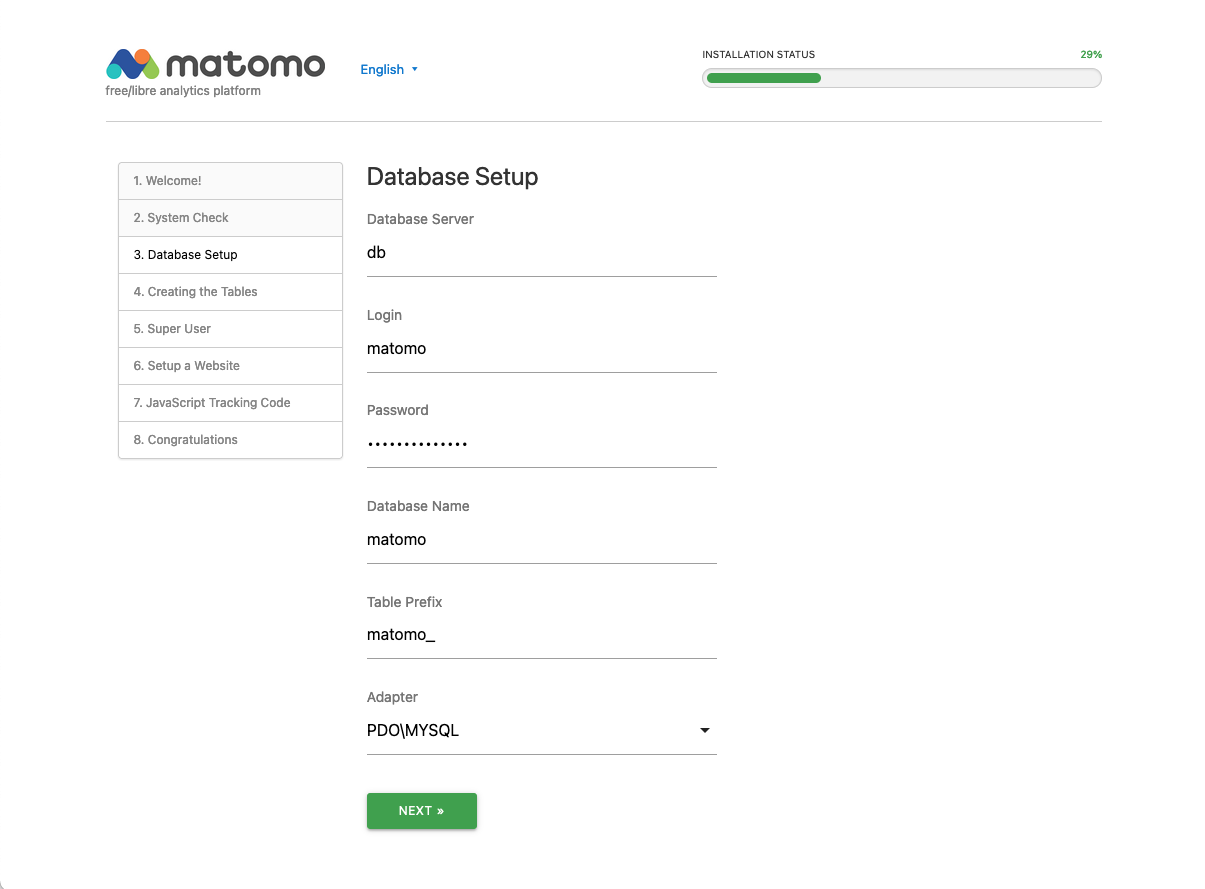 matomo
free/libre analytics platform
English
INSTALLATION STATUS 29%
1. Welcome!
2. System Check
3. Database Setup
4. Creating the Tables
5. Super User
6. Setup a Website
7. JavaScript Tracking Code
8. Congratulations
Database Setup
Database Server
db
Login
matomo
Password
••••••••••••••
Database Name
matomo
Table Prefix
matomo_
Adapter
PDO\MYSQL
NEXT »